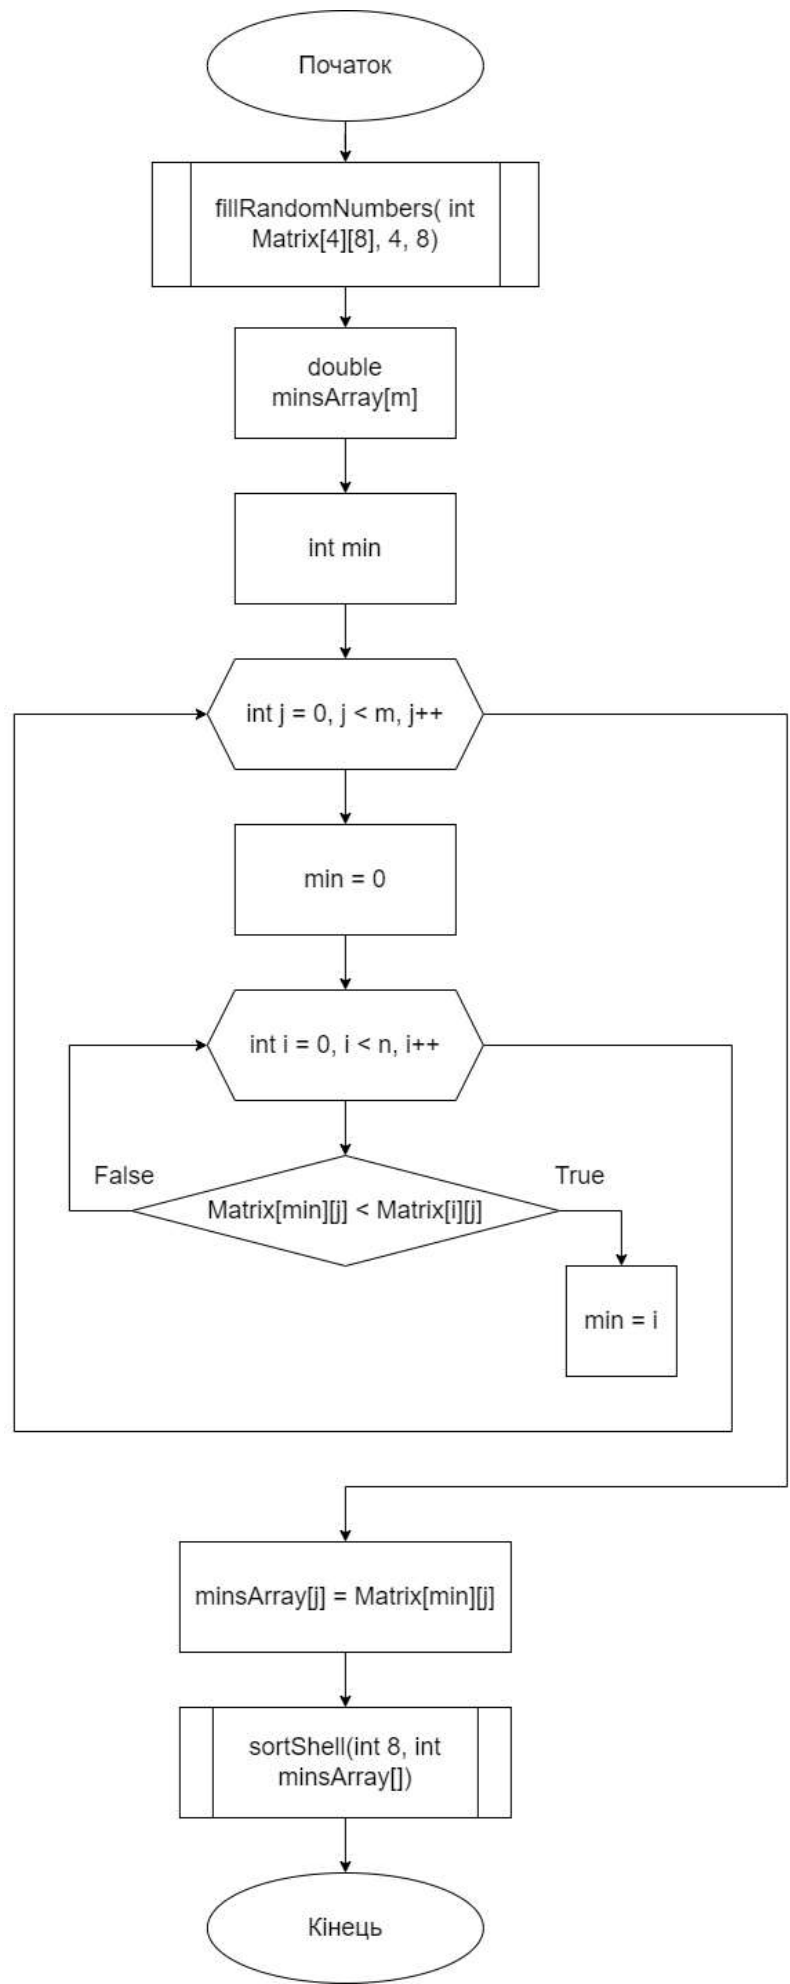 Початок
fillRandomNumbers( int
Matrix[4][8], 4, 8)
double
minsArray[m]
int min
int j = 0, j < m, j++
min = 0
int i = 0, i < n, i++
False
True
Matrix[min][j] < Matrix[i][j]
min = i
minsArray[j] = Matrix[min][j]
sortShell(int 8, int
minsArray[])
Кінець